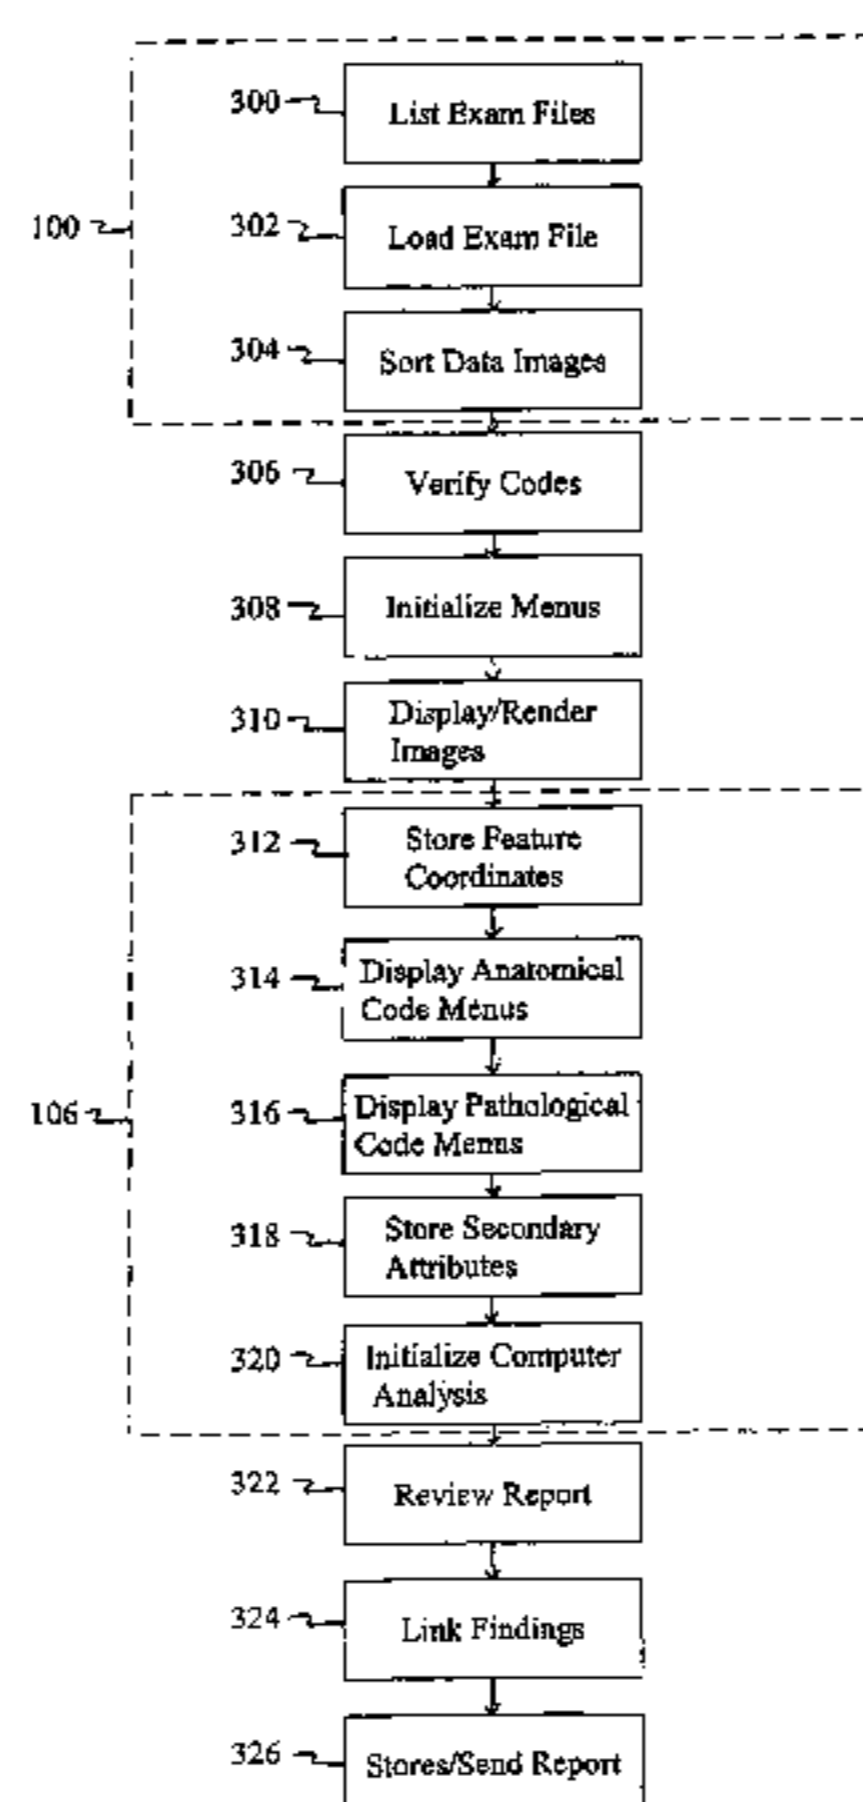 300
List Exam Files
100
302
Load Exam File
304
Sort Data Images
306
Verify Codes
308
Initialize Menus
310
Display/Render
Images
312
Store Feature
Coordinates
314
Display Anatomical
Code Menus
106
316
Display Pathological
Code Menus
318
Store Secondary
Attributes
320
Initialize Computer
Analysis
322
Review Report
324
Link Findings
326
Stores/Send Report